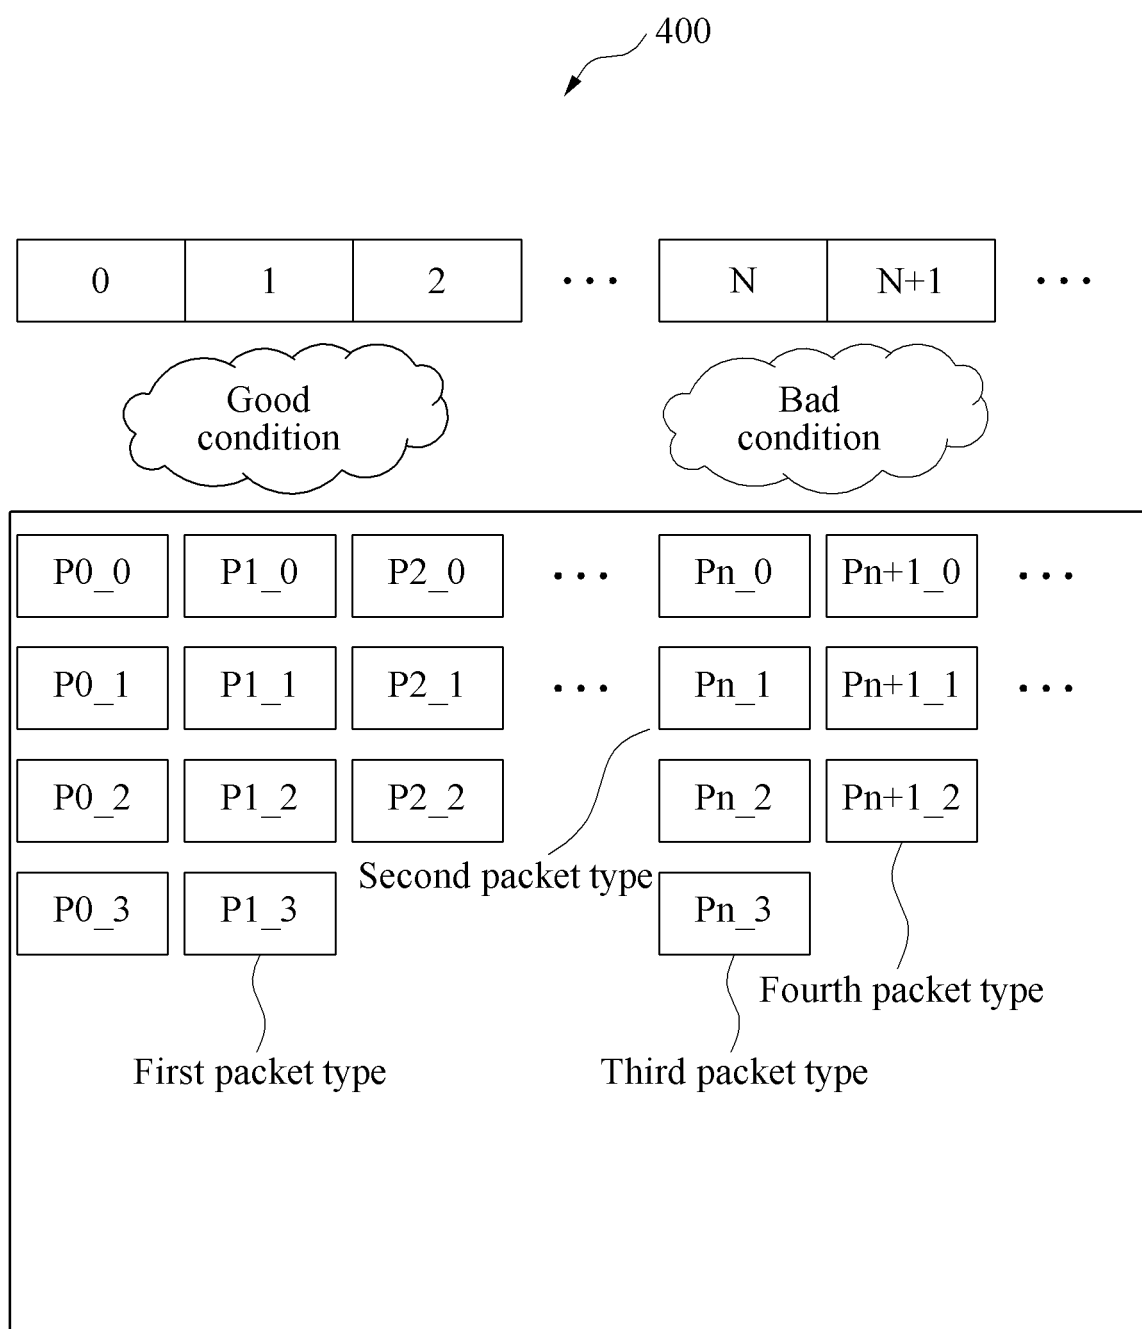 400
0 1 2 ... N N+1 ...
Good condition
Bad condition
P0_0 P1_0 P2_0 ... Pn_0 Pn+1_0 ...
P0_1 P1_1 P2_1 ... Pn_1 Pn+1_1 ...
P0_2 P1_2 P2_2 Pn_2 Pn+1_2
Second packet type
P0_3 P1_3 Pn_3
Fourth packet type
First packet type Third packet type